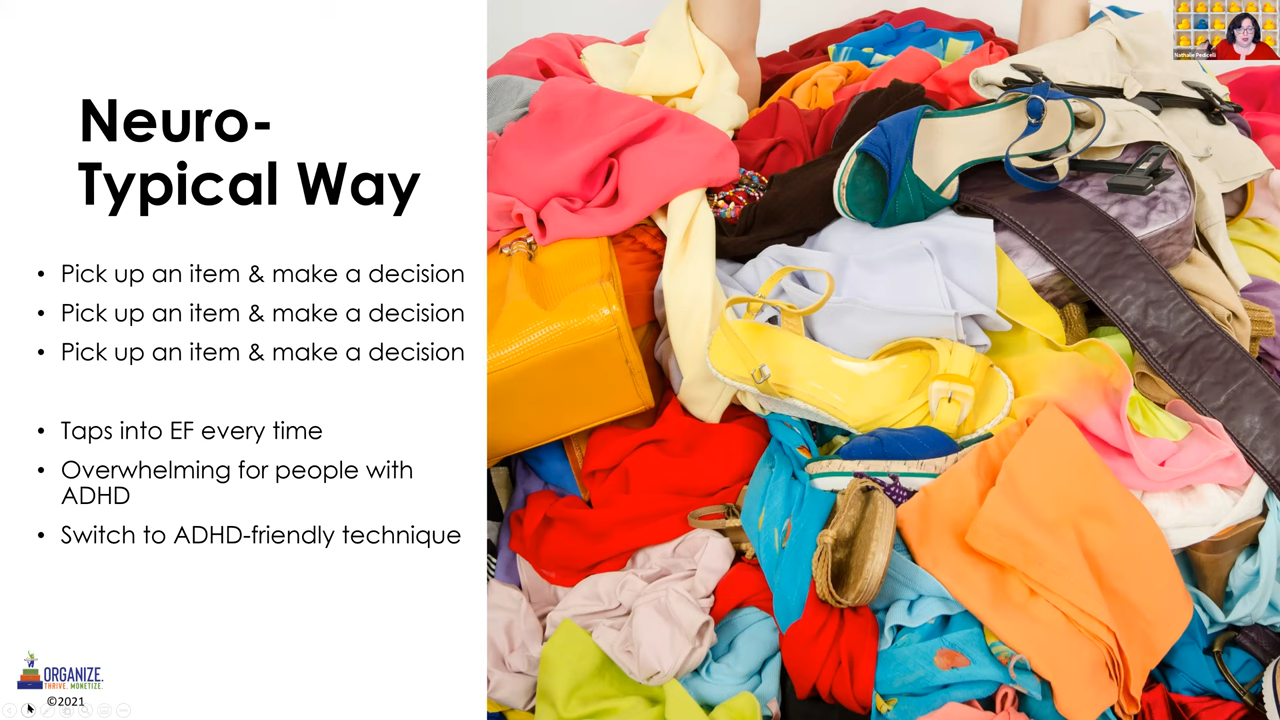 Nathalie Pedicelli
Neuro-
Typical Way
• Pick up an item & make a decision
• Pick up an item & make a decision
• Pick up an item & make a decision
• Taps into EF every time
• Overwhelming for people with
ADHD
• Switch to ADHD-friendly technique
ORGANIZE.
THRIVE. MONETIZE.
©2021